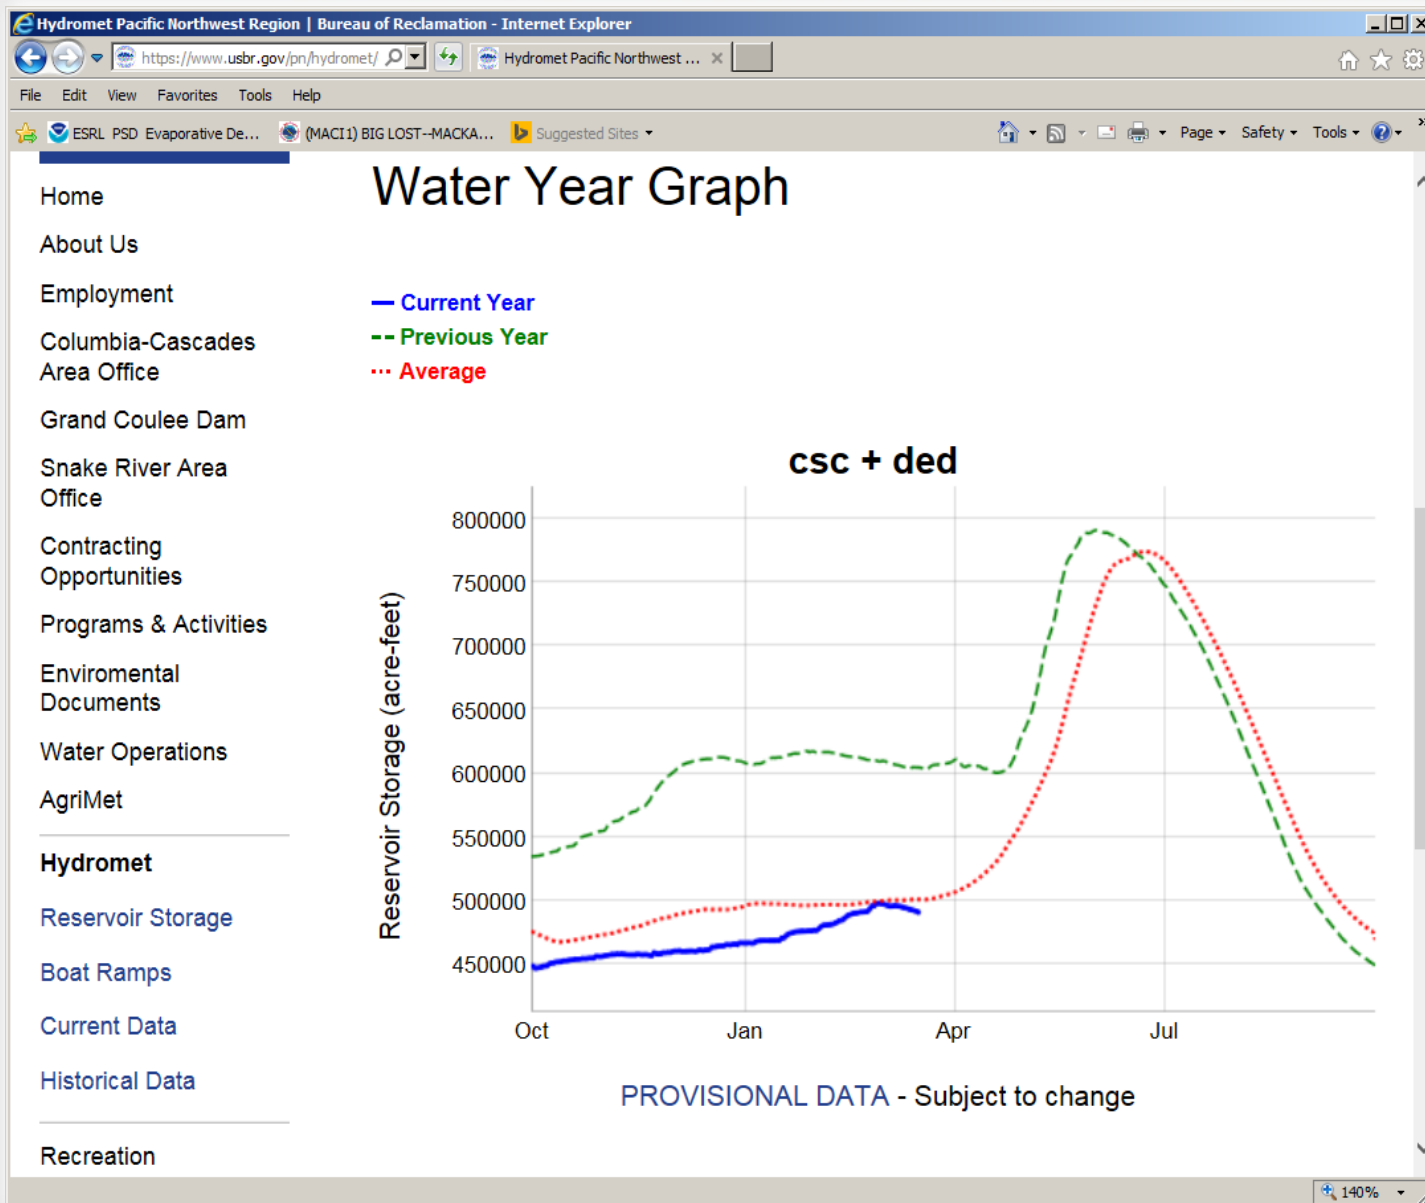 Hydromet Pacific Northwest Region | Bureau of Reclamation - Internet Explorer
https://www.usbr.gov/pn/hydromet/
Hydromet Pacific Northwest ...
File Edit View Favorites Tools Help
ESRL PSD Evaporative De... (MACI1) BIG LOST--MACKA... Suggested Sites
Page Safety Tools
Home
About Us
Employment
Columbia-Cascades
Area Office
Grand Coulee Dam
Snake River Area
Office
Contracting
Opportunities
Programs & Activities
Enviromental
Documents
Water Operations
AgriMet
Hydromet
Reservoir Storage
Boat Ramps
Current Data
Historical Data
Recreation
Water Year Graph
Current Year
Previous Year
Average
csc + ded
Reservoir Storage (acre-feet)
800000
750000
700000
650000
600000
550000
500000
450000
Oct Jan Apr Jul
PROVISIONAL DATA - Subject to change
140%